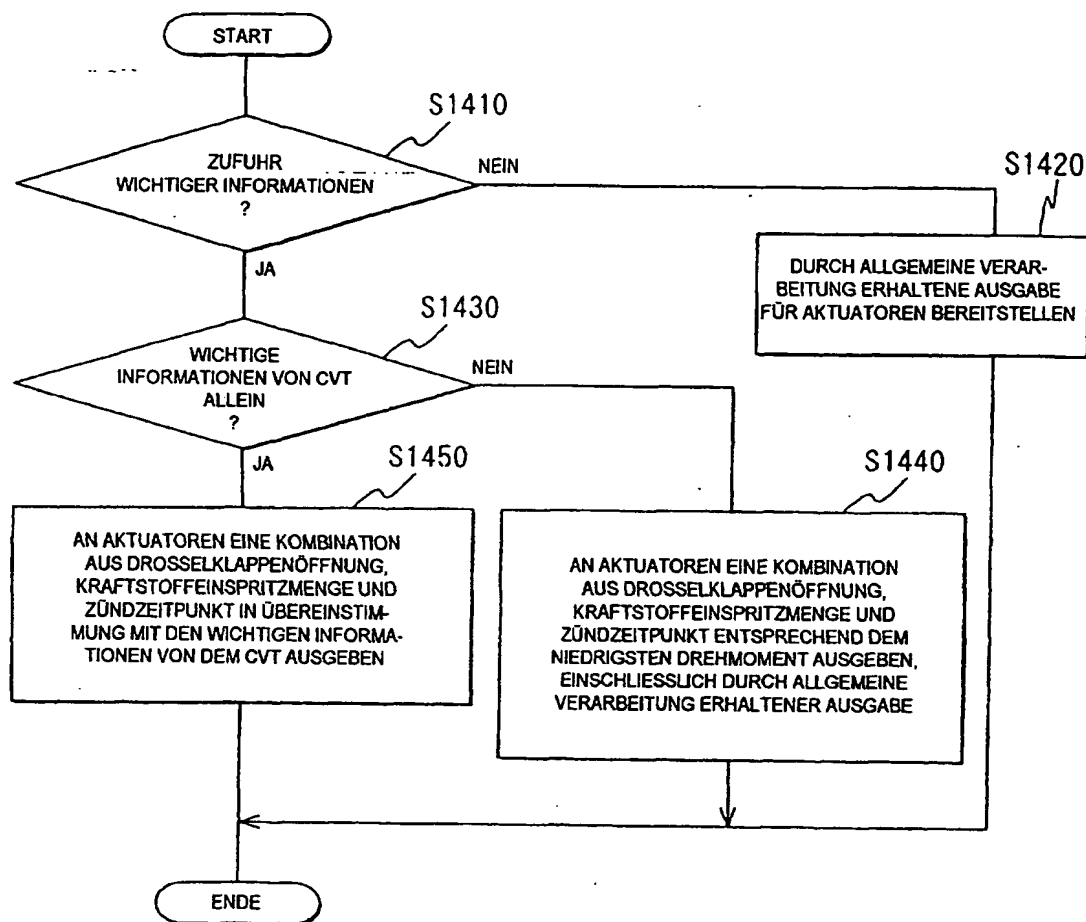 START
S1410
ZUFUHR
WICHTIGER INFORMATIONEN
?
NEIN
JA
S1420
DURCH ALLGEMEINE VERAR-
BEITUNG ERHALTENE AUSGABE
FÜR AKTUATOREN BEREITSTELLEN
S1430
WICHTIGE
INFORMATIONEN VON CVT
ALLEIN
?
NEIN
JA
S1450
AN AKTUATOREN EINE KOMBINATION
AUS DROSSELKLAPPENÖFFNUNG,
KRAFTSTOFFEINSPRITZMENGE UND
ZÜNDZEITPUNKT IN ÜBEREINSTIM-
MUNG MIT DEN WICHTIGEN INFORMA-
TIONEN VON DEM CVT AUSGEBEN
S1440
AN AKTUATOREN EINE KOMBINATION
AUS DROSSELKLAPPENÖFFNUNG,
KRAFTSTOFFEINSPRITZMENGE UND
ZÜNDZEITPUNKT ENTSPRECHEND DEM
NIEDRIGSTEN DREHMOMENT AUSGEBEN,
EINSCHLIESSLICH DURCH ALLGEMEINE
VERARBEITUNG ERHALTENER AUSGABE
ENDE